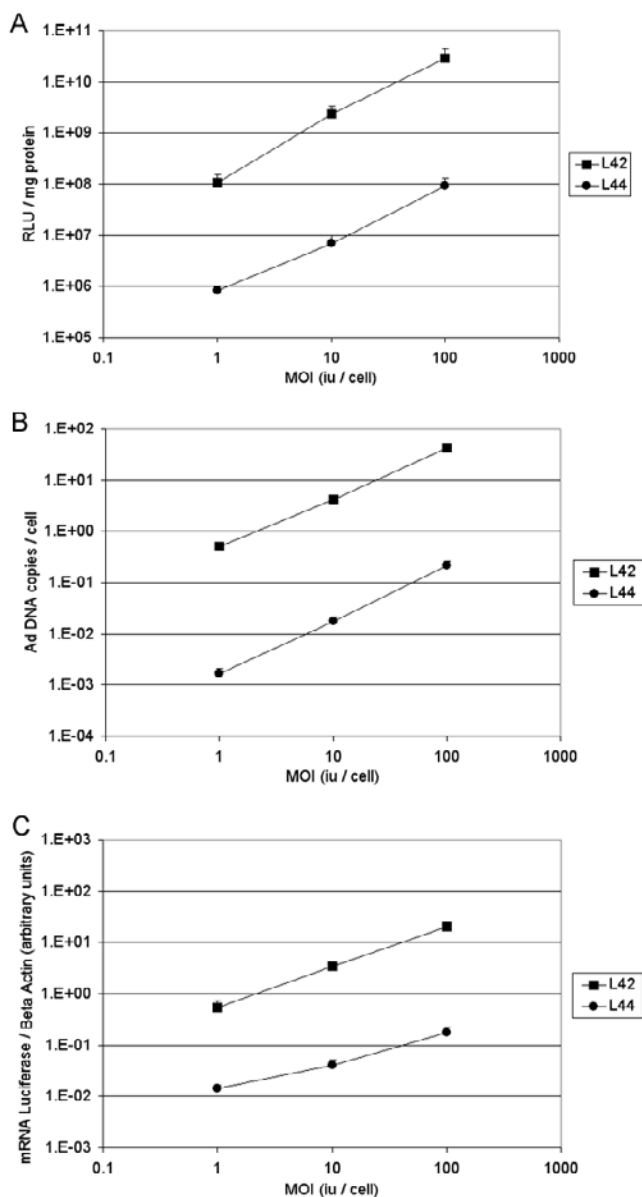 A
1.E+11
1.E+10
1.E+09
1.E+08
1.E+07
1.E+06
1.E+05
RLU / mg protein
0.1 1 10 100 1000
MOI (iu / cell)
L42
L44
B
1.E+02
1.E+01
1.E+00
1.E-01
1.E-02
1.E-03
1.E-04
Ad DNA copies / cell
0.1 1 10 100 1000
MOI (iu / cell)
L42
L44
C
1.E+03
1.E+02
1.E+01
1.E+00
1.E-01
1.E-02
1.E-03
mRNA Luciferase / Beta Actin (arbitrary units)
0.1 1 10 100 1000
MOI (iu / cell)
L42
L44